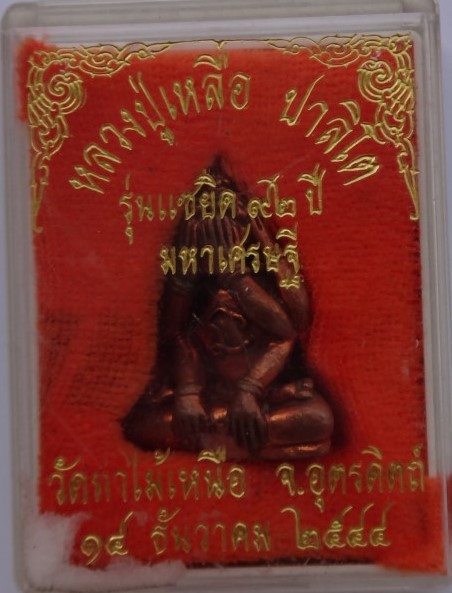 หลวงปู่เหลือ ปาลิโต
รุ่นแซยิด ๙๒ ปี
มหาเศรษฐี
วัดถาไม้เหนือ จ.อุตรดิตถ์
๑๔ ธันวาคม ๒๕๔๔